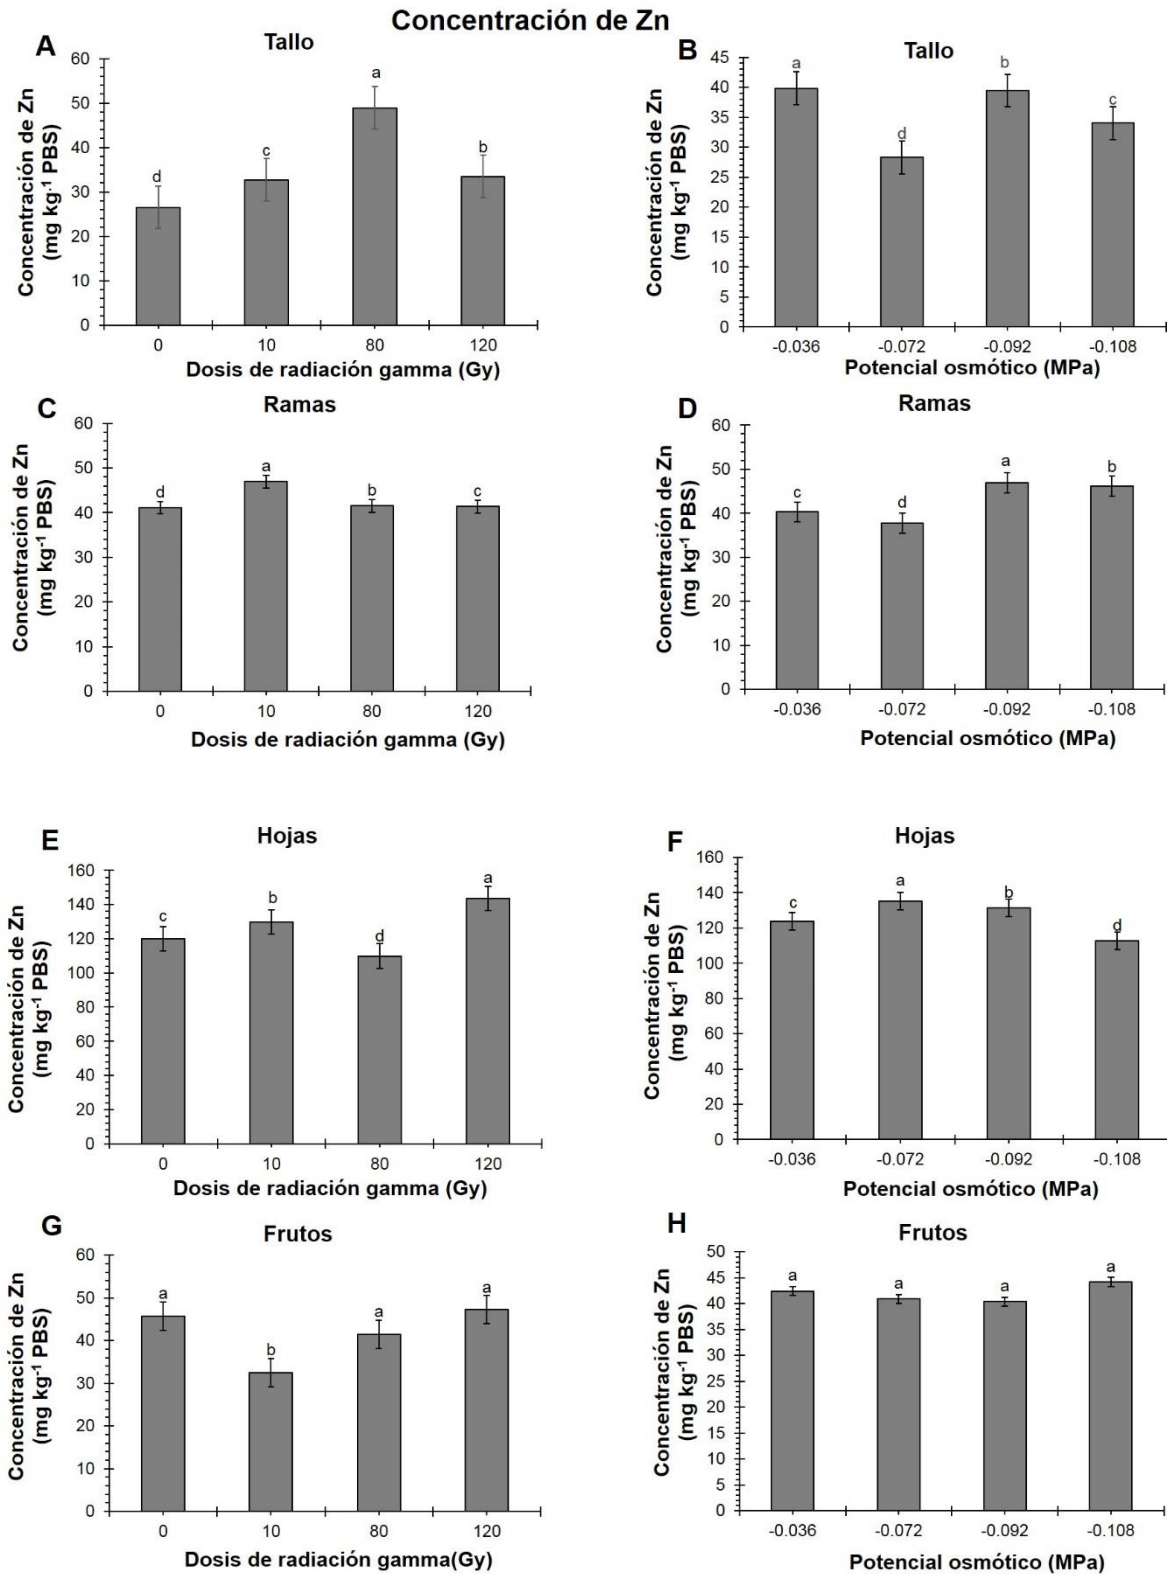 Concentración de Zn
A
Tallo
Concentración de Zn
(mg kg-1 PBS)
60
50
40
30
20
10
0
d
c
a
b
0 10 80 120
Dosis de radiación gamma (Gy)
B
Tallo
Concentración de Zn
(mg kg-1 PBS)
45
40
35
30
25
20
15
10
5
0
a
d
b
c
-0.036 -0.072 -0.092 -0.108
Potencial osmótico (MPa)
C
Ramas
Concentración de Zn
(mg kg-1 PBS)
60
50
40
30
20
10
0
d
a
b
c
0 10 80 120
Dosis de radiación gamma (Gy)
D
Ramas
Concentración de Zn
(mg kg-1 PBS)
60
50
40
30
20
10
0
c
d
a
b
-0.036 -0.072 -0.092 -0.108
Potencial osmótico (MPa)
E
Hojas
Concentración de Zn
(mg kg-1 PBS)
160
140
120
100
80
60
40
20
0
c
b
d
a
0 10 80 120
Dosis de radiación gamma (Gy)
F
Hojas
Concentración de Zn
(mg kg-1 PBS)
160
140
120
100
80
60
40
20
0
c
a
b
d
-0.036 -0.072 -0.092 -0.108
Potencial osmótico (MPa)
G
Frutos
Concentración de Zn
(mg kg-1 PBS)
60
50
40
30
20
10
0
a
b
a
a
0 10 80 120
Dosis de radiación gamma(Gy)
H
Frutos
Concentración de Zn
(mg kg-1 PBS)
50
45
40
35
30
25
20
15
10
5
0
a
a
a
a
-0.036 -0.072 -0.092 -0.108
Potencial osmótico (MPa)